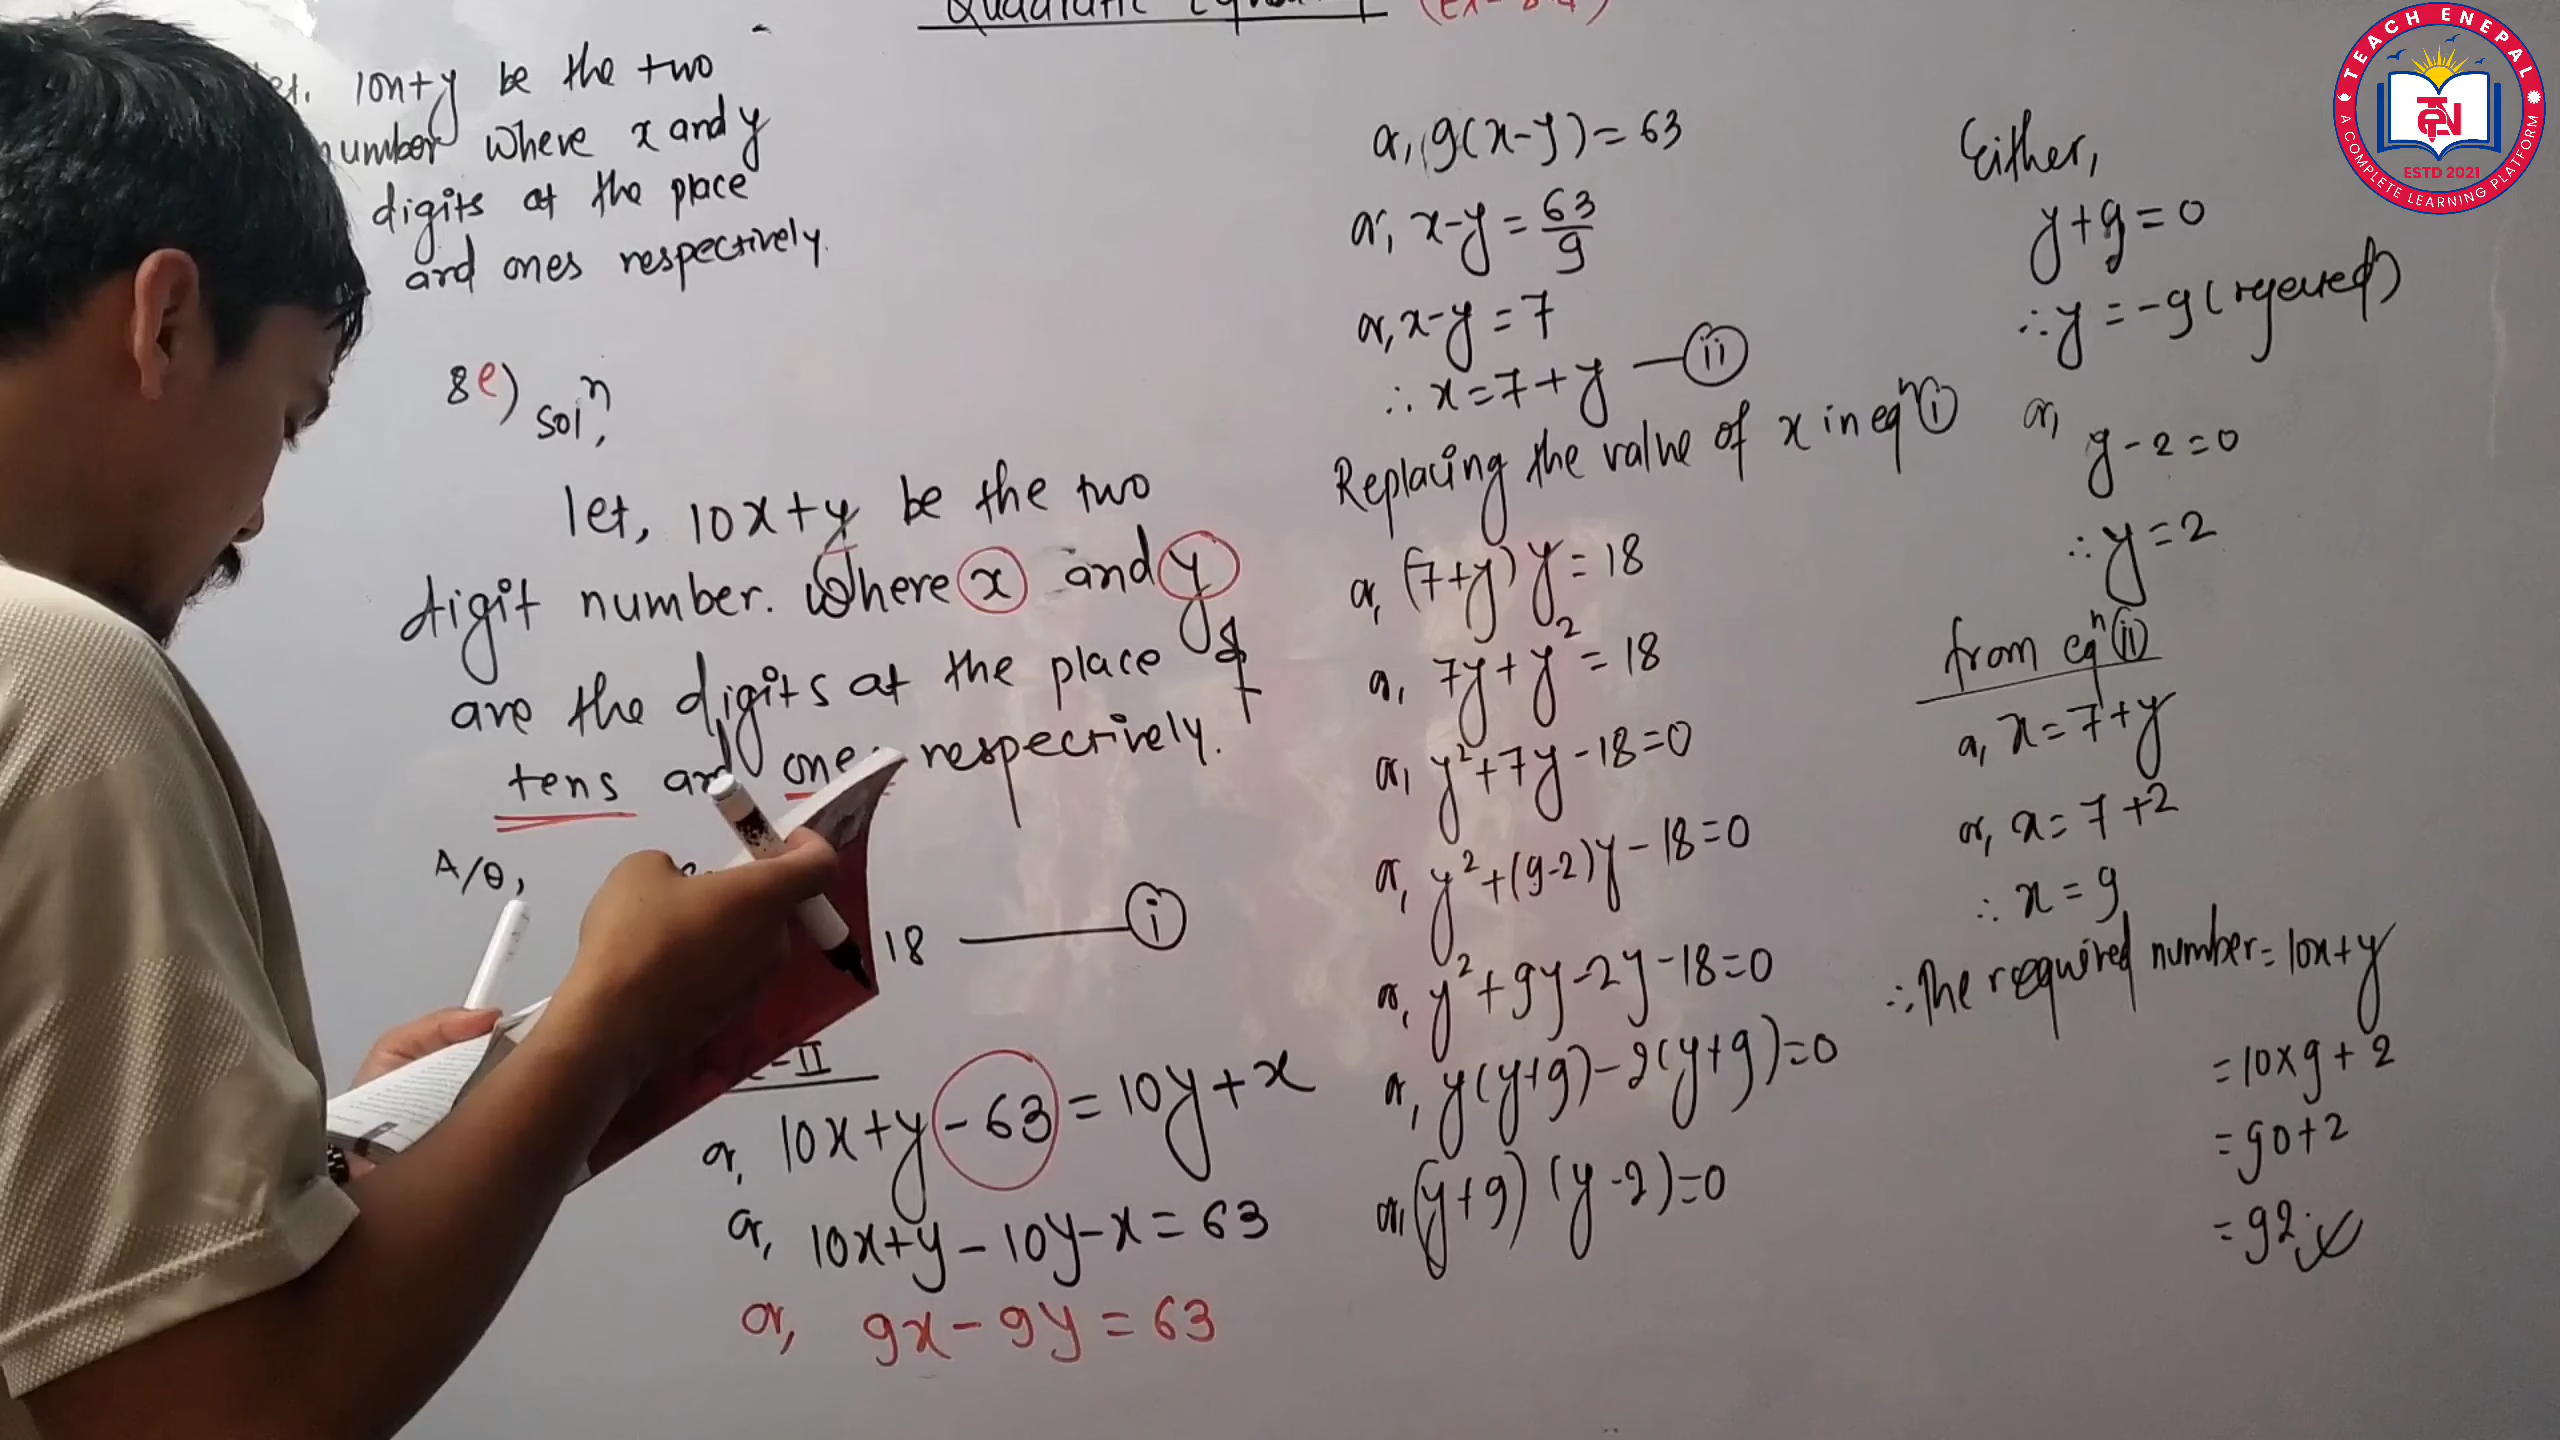 Quadratic
10x+y be the two
number where x and y
digits at the place
and ones respectively.
8e) Solⁿ,
let, 10x+y be the two
digit number. Where x and y
are the digits at the place of
tens and ones respectively.
A/Q,
18 — (i)
-II
or, 10x+y-63=10y+x
or, 10x+y-10y-x=63
or, 9x-9y=63
or, 9(x-y)=63
or, x-y=63/9
or, x-y=7
∴ x=7+y — (ii)
Replacing the value of x in eqⁿ (i)
or, (7+y)y=18
or, 7y+y²=18
or, y²+7y-18=0
or, y²+(9-2)y-18=0
or, y²+9y-2y-18=0
or, y(y+9)-2(y+9)=0
or, (y+9)(y-2)=0
Either,
y+9=0
∴ y=-9 (rejected)
or,
y-2=0
∴ y=2
from eqⁿ (ii)
or, x=7+y
or, x=7+2
∴ x=9
∴ The required number=10x+y
=10x9+2
=90+2
=92
TEACH ENEPAL
ESTD 2021
A COMPLETE LEARNING PLATFORM